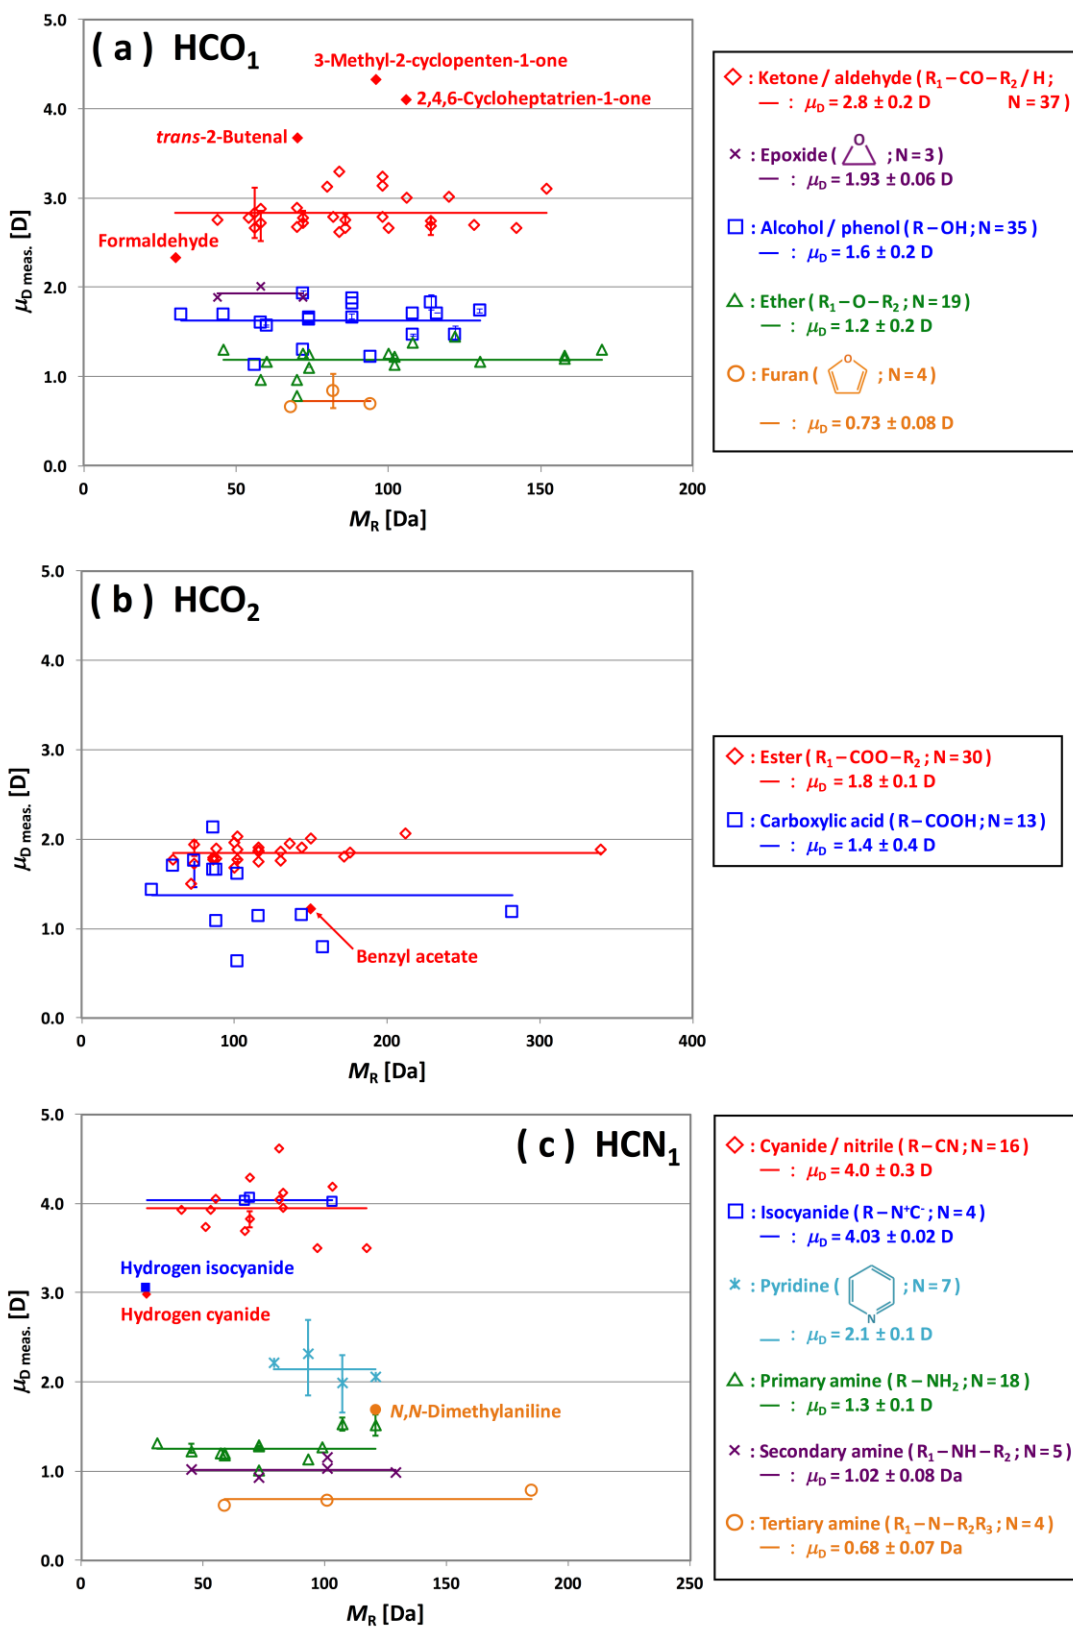 ( a ) HCO1
5.0
4.0
3.0
2.0
1.0
0.0
μD meas. [D]
3-Methyl-2-cyclopenten-1-one
2,4,6-Cycloheptatrien-1-one
trans-2-Butenal
Formaldehyde
0 50 100 150 200
MR [Da]
: Ketone / aldehyde ( R1 – CO – R2 / H ;
— : μD = 2.8 ± 0.2 D N = 37 )
: Epoxide ( O ; N = 3 )
— : μD = 1.93 ± 0.06 D
: Alcohol / phenol ( R – OH ; N = 35 )
— : μD = 1.6 ± 0.2 D
: Ether ( R1 – O – R2 ; N = 19 )
— : μD = 1.2 ± 0.2 D
: Furan ( O ; N = 4 )
— : μD = 0.73 ± 0.08 D
( b ) HCO2
5.0
4.0
3.0
2.0
1.0
0.0
μD meas. [D]
Benzyl acetate
0 100 200 300 400
MR [Da]
: Ester ( R1 – COO – R2 ; N = 30 )
— : μD = 1.8 ± 0.1 D
: Carboxylic acid ( R – COOH ; N = 13 )
— : μD = 1.4 ± 0.4 D
( c ) HCN1
5.0
4.0
3.0
2.0
1.0
0.0
μD meas. [D]
Hydrogen isocyanide
Hydrogen cyanide
N,N-Dimethylaniline
0 50 100 150 200 250
MR [Da]
: Cyanide / nitrile ( R – CN ; N = 16 )
— : μD = 4.0 ± 0.3 D
: Isocyanide ( R – N+C- ; N = 4 )
— : μD = 4.03 ± 0.02 D
: Pyridine ( N ; N = 7 )
— : μD = 2.1 ± 0.1 D
: Primary amine ( R – NH2 ; N = 18 )
— : μD = 1.3 ± 0.1 D
: Secondary amine ( R1 – NH – R2 ; N = 5 )
— : μD = 1.02 ± 0.08 Da
: Tertiary amine ( R1 – N – R2R3 ; N = 4 )
— : μD = 0.68 ± 0.07 Da